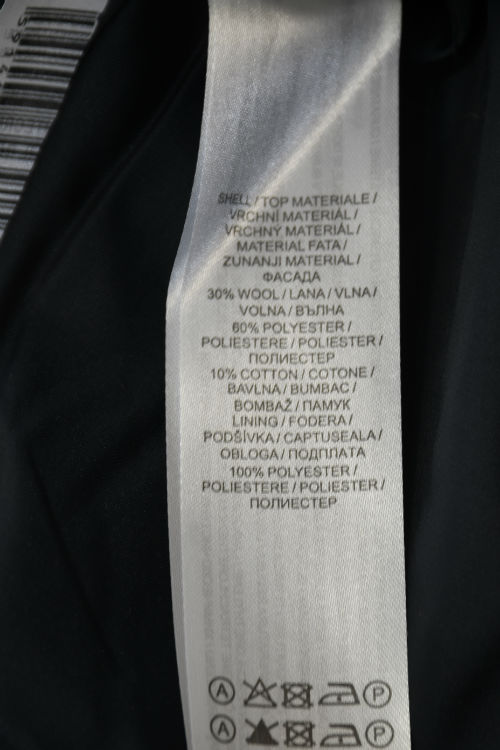 SHELL / TOP MATERIALE /
VRCHNÍ MATERIÁL /
VRCHNÝ MATERIÁL /
MATERIAL FATA /
ZUNANJI MATERIAL /
ФАСАДА
30% WOOL / LANA / VLNA /
VOLNA / ВЪЛНА
60% POLYESTER /
POLIESTERE / POLIESTER /
ПОЛИЕСТЕР
10% COTTON / COTONE /
BAVLNA / BUMBAC /
BOMBAŽ / ПАМУК
LINING / FODERA /
PODŠÍVKA / CAPTUSEALA /
OBLOGA / ПОДПЛАТА
100% POLYESTER /
POLIESTERE / POLIESTER /
ПОЛИЕСТЕР
A P
A P